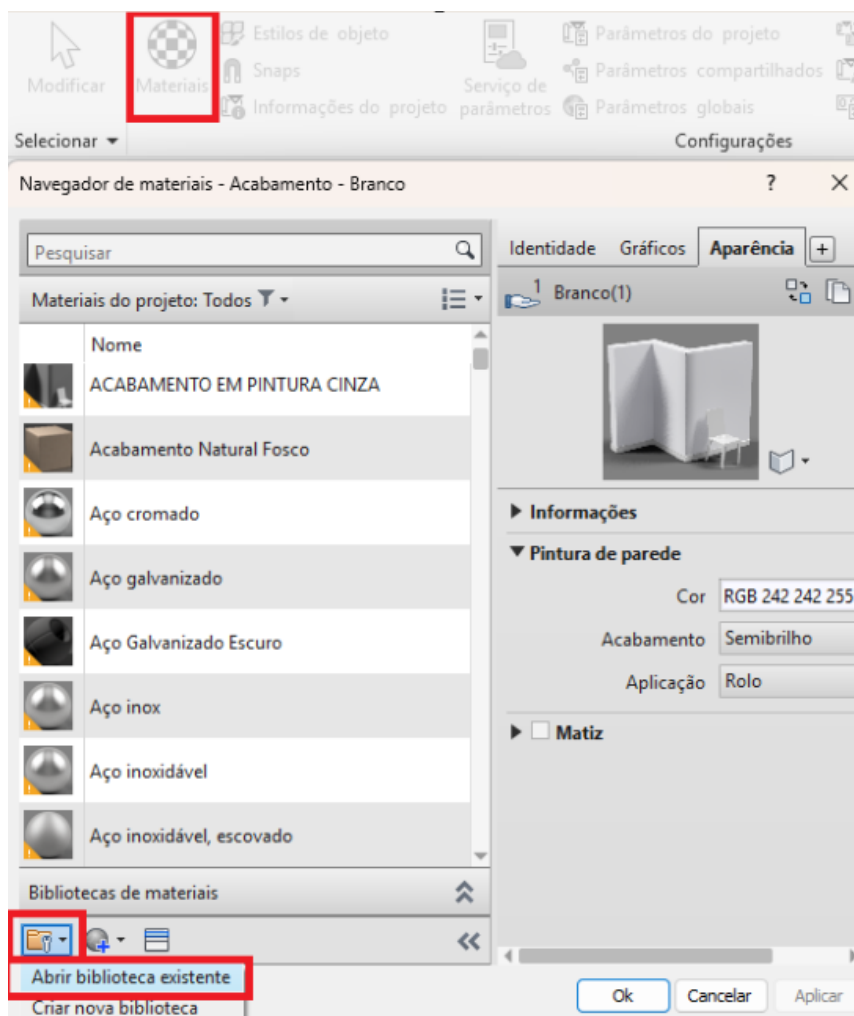 Modificar
Materiais
Estilos de objeto
Snaps
Informações do projeto
Serviço de
parâmetros
Parâmetros do projeto
Parâmetros compartilhados
Parâmetros globais
Selecionar
Configurações
Navegador de materiais - Acabamento - Branco
?
Pesquisar
Materiais do projeto: Todos
Nome
ACABAMENTO EM PINTURA CINZA
Acabamento Natural Fosco
Aço cromado
Aço galvanizado
Aço Galvanizado Escuro
Aço inox
Aço inoxidável
Aço inoxidável, escovado
Bibliotecas de materiais
Abrir biblioteca existente
Criar nova biblioteca
Identidade Gráficos Aparência +
1 Branco(1)
Informações
Pintura de parede
Cor RGB 242 242 255
Acabamento Semibrilho
Aplicação Rolo
Matiz
Ok Cancelar Aplicar